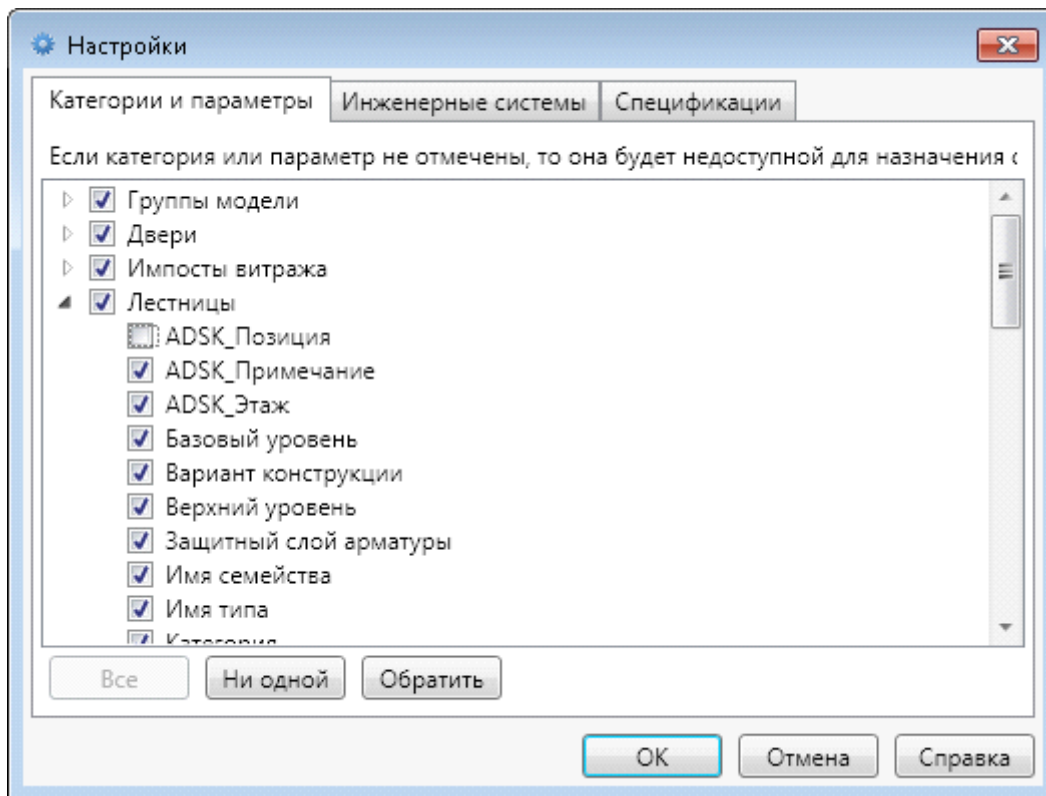 Настройки
Категории и параметры Инженерные системы Спецификации
Если категория или параметр не отмечены, то она будет недоступной для назначения с
Группы модели
Двери
Импосты витража
Лестницы
ADSK_Позиция
ADSK_Примечание
ADSK_Этаж
Базовый уровень
Вариант конструкции
Верхний уровень
Защитный слой арматуры
Имя семейства
Имя типа
Категория
Все Ни одной Обратить
OK Отмена Справка